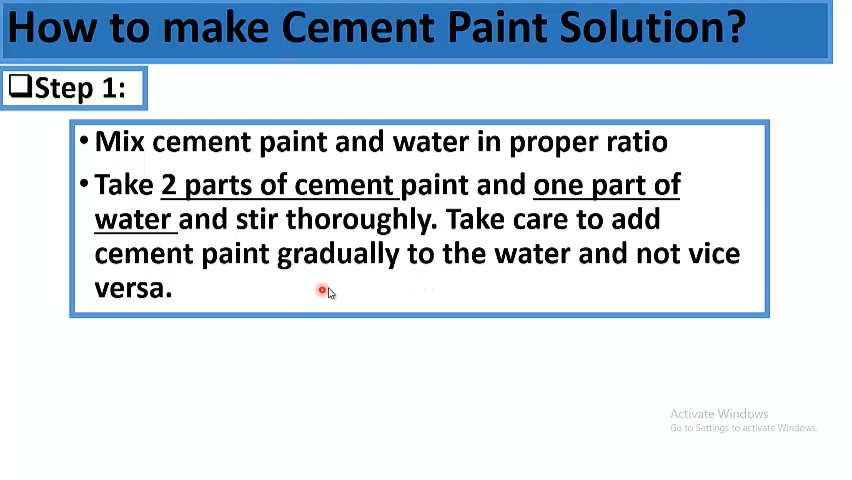 How to make Cement Paint Solution?
❑Step 1:
• Mix cement paint and water in proper ratio
• Take 2 parts of cement paint and one part of
water and stir thoroughly. Take care to add
cement paint gradually to the water and not vice
versa.
Activate Windows
Go to Settings to activate Windows.